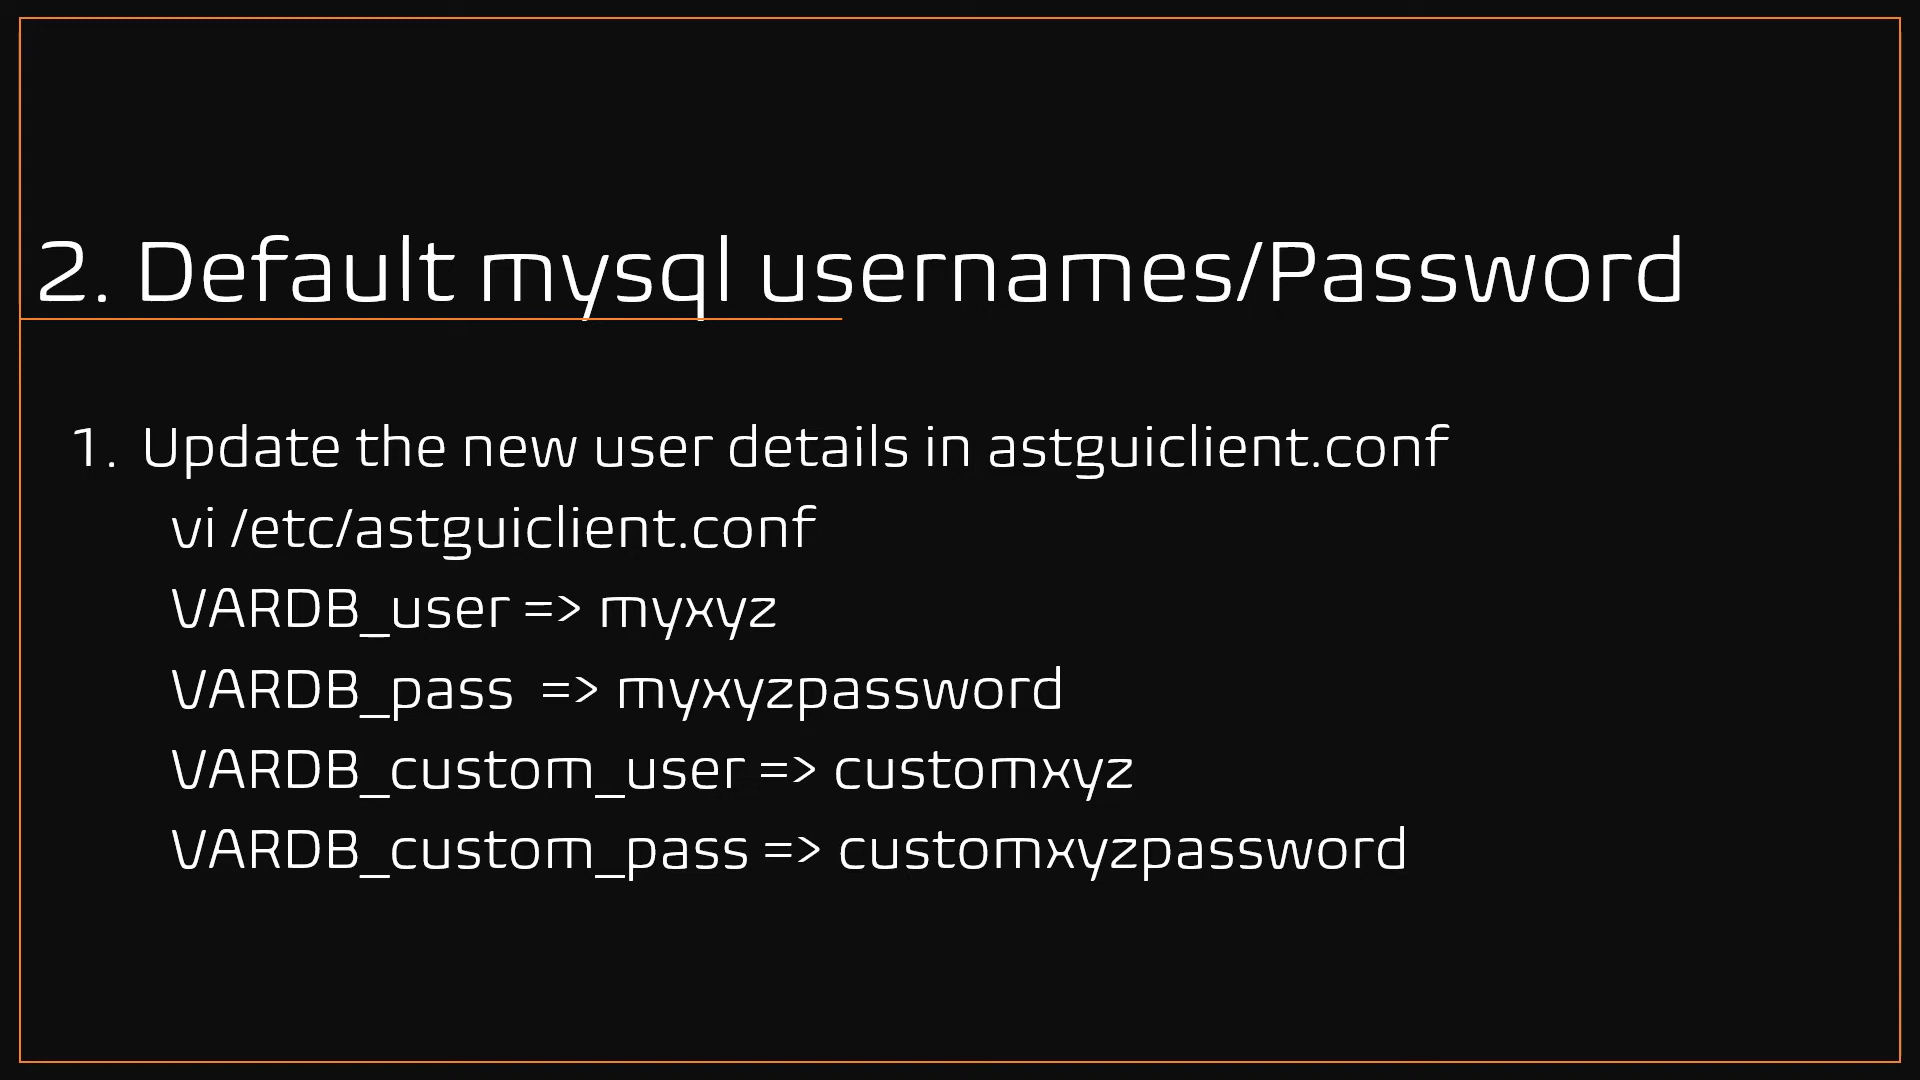 2. Default mysql usernames/Password
1. Update the new user details in astguiclient.conf
vi /etc/astguiclient.conf
VARDB_user => myxyz
VARDB_pass => myxyzpassword
VARDB_custom_user => customxyz
VARDB_custom_pass => customxyzpassword